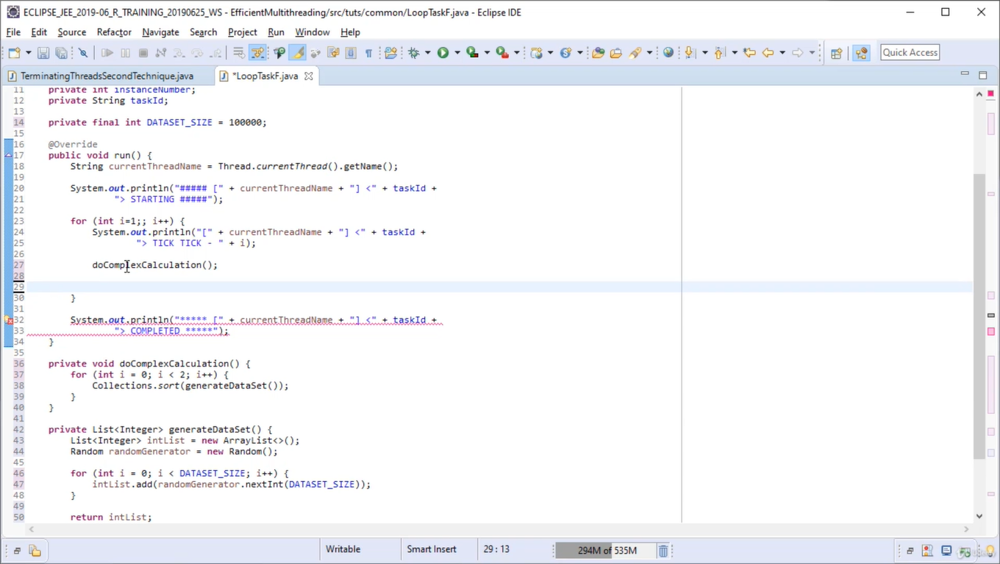 ECLIPSE_JEE_2019-06_R_TRAINING_20190625_WS - EfficientMultithreading/src/tuts/common/LoopTaskF.java - Eclipse IDE
File Edit Source Refactor Navigate Search Project Run Window Help
Quick Access
TerminatingThreadsSecondTechnique.java *LoopTaskF.java
11 private int instanceNumber;
12 private String taskId;
13
14 private final int DATASET_SIZE = 100000;
15
16 @Override
17 public void run() {
18 String currentThreadName = Thread.currentThread().getName();
19
20 System.out.println("##### [" + currentThreadName + "] <" + taskId +
21 "> STARTING #####");
22
23 for (int i=1;; i++) {
24 System.out.println("[" + currentThreadName + "] <" + taskId +
25 "> TICK TICK - " + i);
26
27 doComplexCalculation();
28
29
30 }
31
32 System.out.println("***** [" + currentThreadName + "] <" + taskId +
33 "> COMPLETED *****");
34 }
35
36 private void doComplexCalculation() {
37 for (int i = 0; i < 2; i++) {
38 Collections.sort(generateDataSet());
39 }
40 }
41
42 private List<Integer> generateDataSet() {
43 List<Integer> intList = new ArrayList<>();
44 Random randomGenerator = new Random();
45
46 for (int i = 0; i < DATASET_SIZE; i++) {
47 intList.add(randomGenerator.nextInt(DATASET_SIZE));
48 }
49
50 return intList;
Writable Smart Insert 29 : 13 294M of 535M